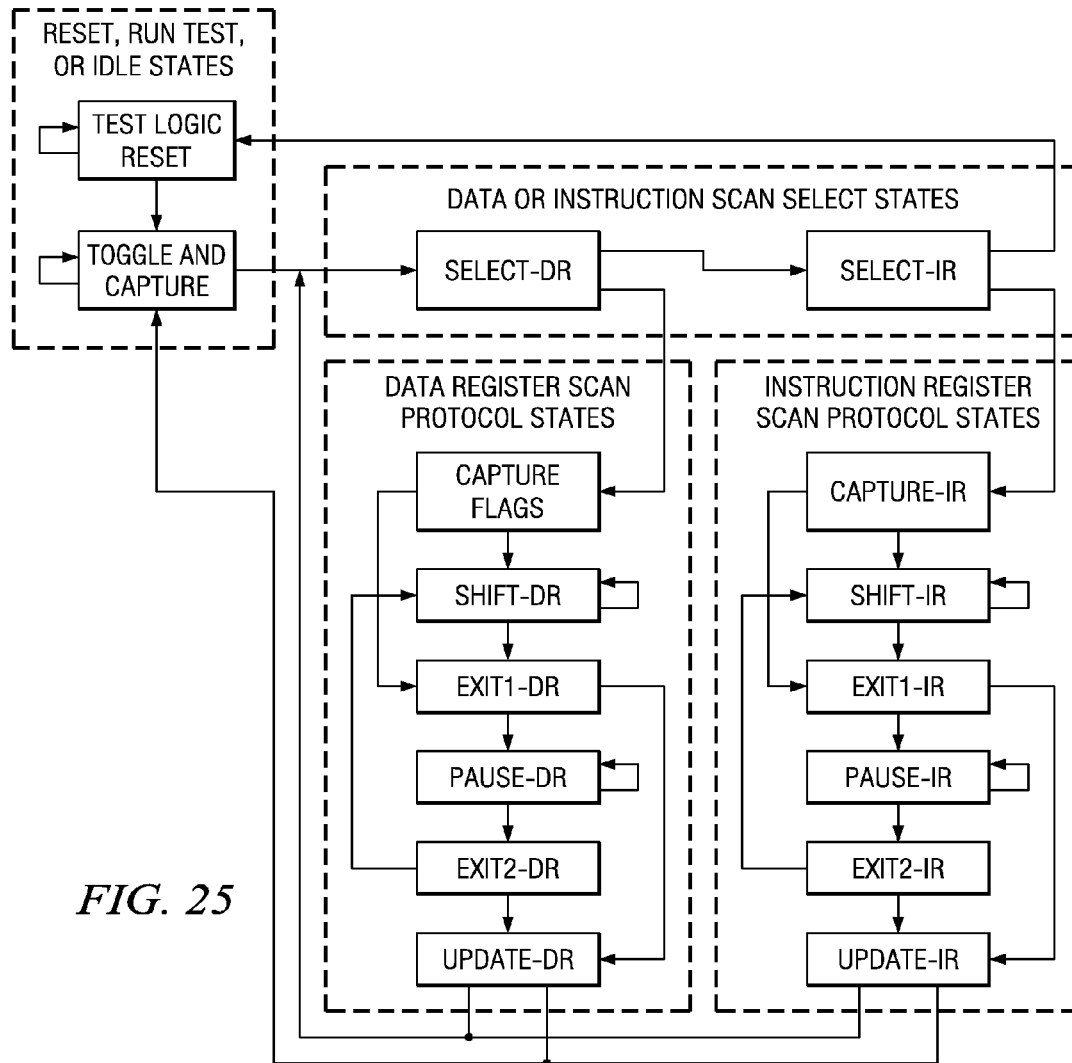 RESET, RUN TEST,
OR IDLE STATES
TEST LOGIC
RESET
TOGGLE AND
CAPTURE
DATA OR INSTRUCTION SCAN SELECT STATES
SELECT-DR
SELECT-IR
DATA REGISTER SCAN
PROTOCOL STATES
CAPTURE
FLAGS
SHIFT-DR
EXIT1-DR
PAUSE-DR
EXIT2-DR
UPDATE-DR
INSTRUCTION REGISTER
SCAN PROTOCOL STATES
CAPTURE-IR
SHIFT-IR
EXIT1-IR
PAUSE-IR
EXIT2-IR
UPDATE-IR
FIG. 25